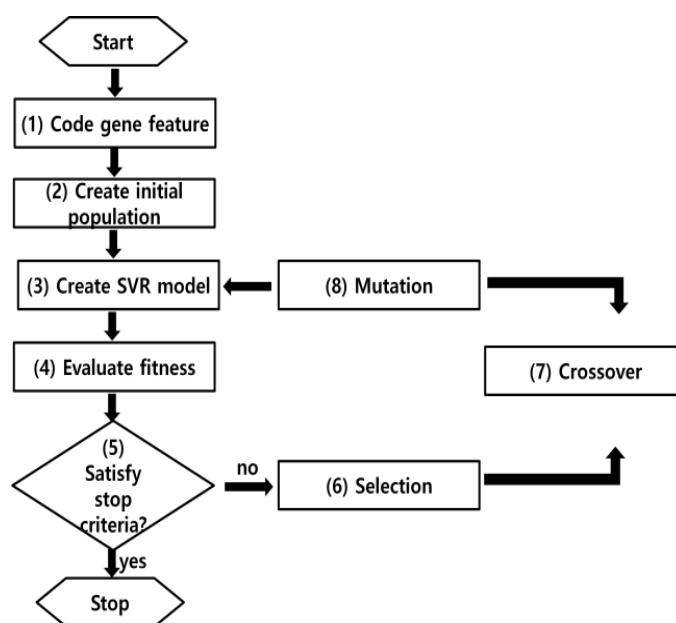 Start
(1) Code gene feature
(2) Create initial
population
(3) Create SVR model
(8) Mutation
(4) Evaluate fitness
(7) Crossover
(5)
Satisfy
stop
criteria?
no
(6) Selection
yes
Stop